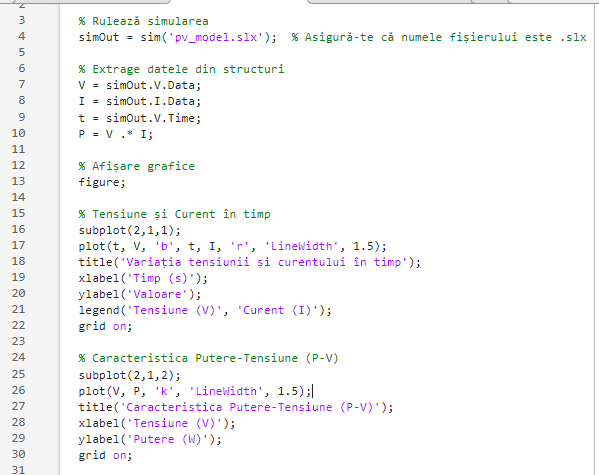 2
3 % Rulează simularea
4 simOut = sim('pv_model.slx'); % Asigură-te că numele fișierului este .slx
5
6 % Extrage datele din structuri
7 V = simOut.V.Data;
8 I = simOut.I.Data;
9 t = simOut.V.Time;
10 P = V .* I;
11
12 % Afișare grafice
13 figure;
14
15 % Tensiune și Curent în timp
16 subplot(2,1,1);
17 plot(t, V, 'b', t, I, 'r', 'LineWidth', 1.5);
18 title('Variația tensiunii și curentului în timp');
19 xlabel('Timp (s)');
20 ylabel('Valoare');
21 legend('Tensiune (V)', 'Curent (I)');
22 grid on;
23
24 % Caracteristica Putere-Tensiune (P-V)
25 subplot(2,1,2);
26 plot(V, P, 'k', 'LineWidth', 1.5);
27 title('Caracteristica Putere-Tensiune (P-V)');
28 xlabel('Tensiune (V)');
29 ylabel('Putere (W)');
30 grid on;
31